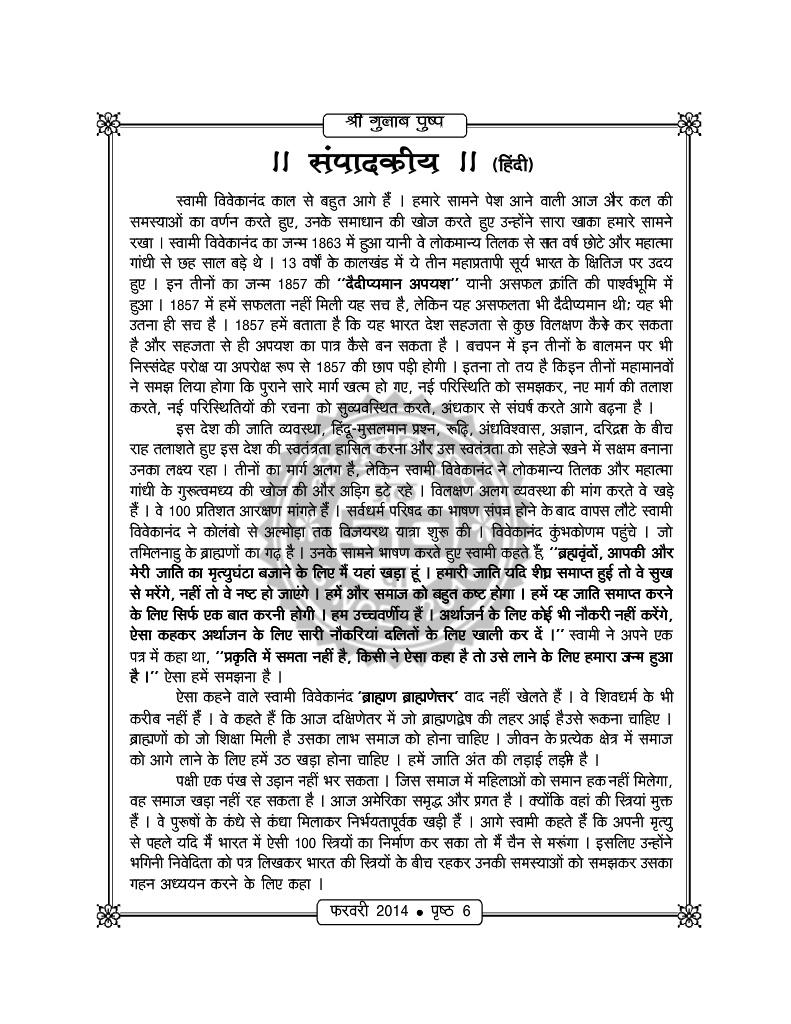 श्री गुलाब पुष्प
।। संपादकीय ।। (हिंदी)
स्वामी विवेकानंद काल से बहुत आगे हैं । हमारे सामने पेश आने वाली आज और कल की
समस्याओं का वर्णन करते हुए, उनके समाधान की खोज करते हुए उन्होंने सारा खाका हमारे सामने
रखा । स्वामी विवेकानंद का जन्म 1863 में हुआ यानी वे लोकमान्य तिलक से सात वर्ष छोटे और महात्मा
गांधी से छह साल बड़े थे । 13 वर्षों के कालखंड में ये तीन महाप्रतापी सूर्य भारत के क्षितिज पर उदय
हुए । इन तीनों का जन्म 1857 की “दैदीप्यमान अपयश” यानी असफल क्रांति की पार्श्वभूमि में
हुआ । 1857 में हमें सफलता नहीं मिली यह सच है, लेकिन यह असफलता भी दैदीप्यमान थी; यह भी
उतना ही सच है । 1857 हमें बताता है कि यह भारत देश सहजता से कुछ विलक्षण कैसे कर सकता
है और सहजता से ही अपयश का पात्र कैसे बन सकता है । बचपन में इन तीनों के बालमन पर भी
निस्संदेह परोक्ष या अपरोक्ष रूप से 1857 की छाप पड़ी होगी । इतना तो तय है कि इन तीनों महामानवों
ने समझ लिया होगा कि पुराने सारे मार्ग खत्म हो गए, नई परिस्थिति को समझकर, नए मार्ग की तलाश
करते, नई परिस्थितियों की रचना को सुव्यवस्थित करते, अंधकार से संघर्ष करते आगे बढ़ना है ।
इस देश की जाति व्यवस्था, हिंदू-मुसलमान प्रश्न, रूढ़ि, अंधविश्वास, अज्ञान, दरिद्रता के बीच
राह तलाशते हुए इस देश की स्वतंत्रता हासिल करना और उस स्वतंत्रता को सहेजे रखने में सक्षम बनाना
उनका लक्ष्य रहा । तीनों का मार्ग अलग है, लेकिन स्वामी विवेकानंद ने लोकमान्य तिलक और महात्मा
गांधी के गुरूत्वमध्य की खोज की और अड़िग डटे रहे । विलक्षण अलग व्यवस्था की मांग करते वे खड़े
हैं । वे 100 प्रतिशत आरक्षण मांगते हैं । सर्वधर्म परिषद का भाषण संपन्न होने के बाद वापस लौटे स्वामी
विवेकानंद ने कोलंबो से अल्मोड़ा तक विजयरथ यात्रा शुरू की । विवेकानंद कुंभकोणम पहुंचे । जो
तमिलनाडु के ब्राह्मणों का गढ़ है । उनके सामने भाषण करते हुए स्वामी कहते हैं; “ब्रह्मवृंदों, आपकी और
मेरी जाति का मृत्युघंटा बजाने के लिए मैं यहां खड़ा हूं । हमारी जाति यदि शीघ्र समाप्त हुई तो वे सुख
से मरेंगे, नहीं तो वे नष्ट हो जाएंगे । हमें और समाज को बहुत कष्ट होगा । हमें यह जाति समाप्त करने
के लिए सिर्फ एक बात करनी होगी । हम उच्चवर्णीय हैं । अर्थार्जन के लिए कोई भी नौकरी नहीं करेंगे,
ऐसा कहकर अर्थाजन के लिए सारी नौकरियां दलितों के लिए खाली कर दें ।” स्वामी ने अपने एक
पत्र में कहा था, “प्रकृति में समता नहीं है, किसी ने ऐसा कहा है तो उसे लाने के लिए हमारा जन्म हुआ
है ।” ऐसा हमें समझना है ।
ऐसा कहने वाले स्वामी विवेकानंद ‘ब्राह्मण ब्राह्मणेत्तर’ वाद नहीं खेलते हैं । वे शिवधर्म के भी
करीब नहीं हैं । वे कहते हैं कि आज दक्षिणेतर में जो ब्राह्मणद्वेष की लहर आई है उसे रूकना चाहिए ।
ब्राह्मणों को जो शिक्षा मिली है उसका लाभ समाज को होना चाहिए । जीवन के प्रत्येक क्षेत्र में समाज
को आगे लाने के लिए हमें उठ खड़ा होना चाहिए । हमें जाति अंत की लड़ाई लड़नी है ।
पक्षी एक पंख से उड़ान नहीं भर सकता । जिस समाज में महिलाओं को समान हक नहीं मिलेगा,
वह समाज खड़ा नहीं रह सकता है । आज अमेरिका समृद्ध और प्रगत है । क्योंकि वहां की स्त्रियां मुक्त
हैं । वे पुरूषों के कंधे से कंधा मिलाकर निर्भयतापूर्वक खड़ी हैं । आगे स्वामी कहते हैं कि अपनी मृत्यु
से पहले यदि मैं भारत में ऐसी 100 स्त्रियों का निर्माण कर सका तो मैं चैन से मरूंगा । इसलिए उन्होंने
भगिनी निवेदिता को पत्र लिखकर भारत की स्त्रियों के बीच रहकर उनकी समस्याओं को समझकर उसका
गहन अध्ययन करने के लिए कहा ।
फरवरी 2014 ● पृष्ठ 6